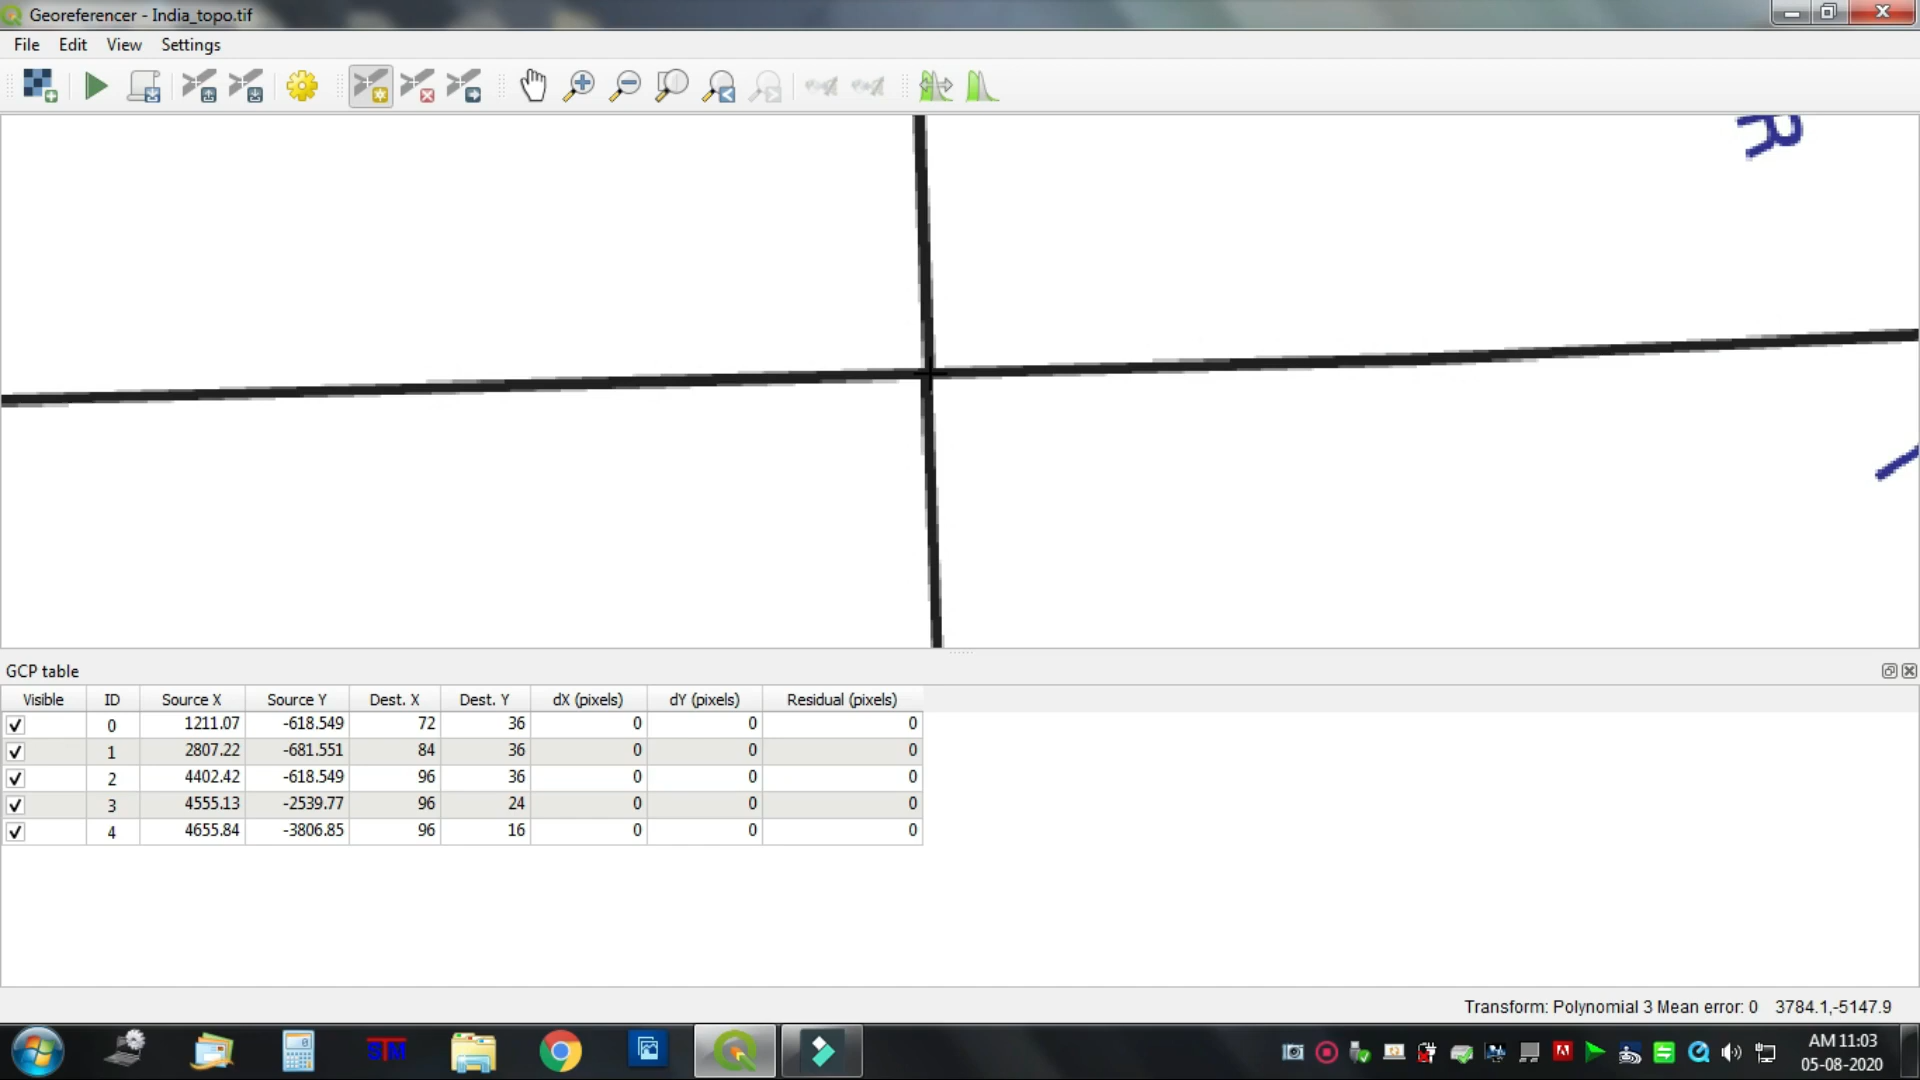 Georeferencer - India_topo.tif
File Edit View Settings
R
GCP table
Visible ID Source X Source Y Dest. X Dest. Y dX (pixels) dY (pixels) Residual (pixels)
0 1211.07 -618.549 72 36 0 0 0
1 2807.22 -681.551 84 36 0 0 0
2 4402.42 -618.549 96 36 0 0 0
3 4555.13 -2539.77 96 24 0 0 0
4 4655.84 -3806.85 96 16 0 0 0
Transform: Polynomial 3 Mean error: 0 3784.1,-5147.9
STM
AM 11:03
05-08-2020